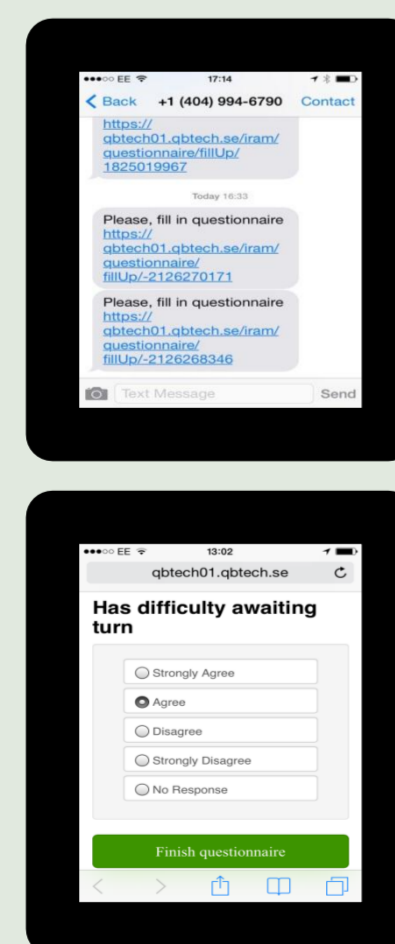 EE 17:14
Back +1 (404) 994-6790 Contact
https://
qbtech01.qbtech.se/iram/
questionnaire/fillUp/
1825019967
Today 16:33
Please, fill in questionnaire
https://
qbtech01.qbtech.se/iram/
questionnaire/
fillUp/-2126270171
Please, fill in questionnaire
https://
qbtech01.qbtech.se/iram/
questionnaire/
fillUp/-2126268346
Text Message Send
EE 13:02
qbtech01.qbtech.se
Has difficulty awaiting
turn
Strongly Agree
Agree
Disagree
Strongly Disagree
No Response
Finish questionnaire